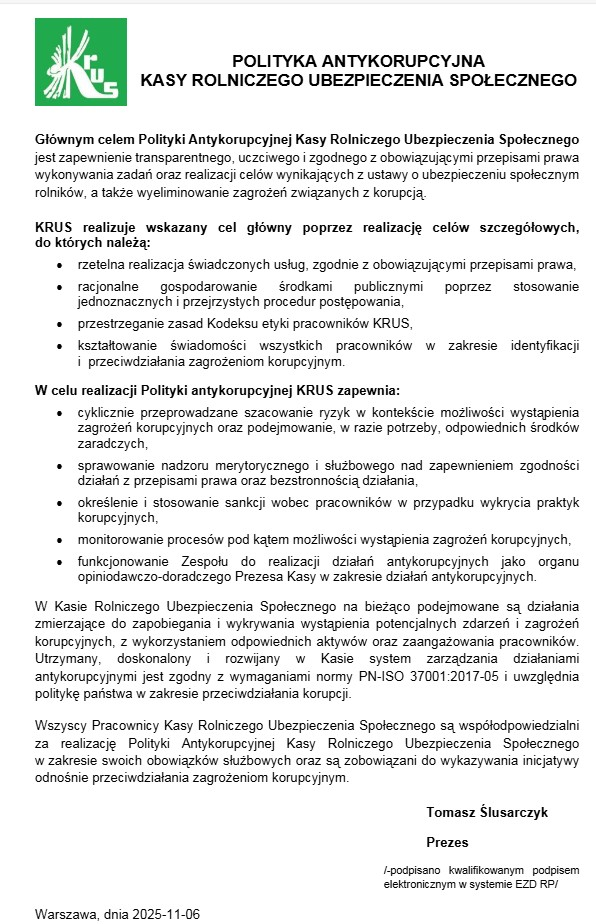 Krus
POLITYKA ANTYKORUPCYJNA
KASY ROLNICZEGO UBEZPIECZENIA SPOŁECZNEGO
Głównym celem Polityki Antykorupcyjnej Kasy Rolniczego Ubezpieczenia Społecznego
jest zapewnienie transparentnego, uczciwego i zgodnego z obowiązującymi przepisami prawa
wykonywania zadań oraz realizacji celów wynikających z ustawy o ubezpieczeniu społecznym
rolników, a także wyeliminowanie zagrożeń związanych z korupcją.
KRUS realizuje wskazany cel główny poprzez realizację celów szczegółowych,
do których należą:
• rzetelna realizacja świadczonych usług, zgodnie z obowiązującymi przepisami prawa,
• racjonalne gospodarowanie środkami publicznymi poprzez stosowanie
jednoznacznych i przejrzystych procedur postępowania,
• przestrzeganie zasad Kodeksu etyki pracowników KRUS,
• kształtowanie świadomości wszystkich pracowników w zakresie identyfikacji
i przeciwdziałania zagrożeniom korupcyjnym.
W celu realizacji Polityki antykorupcyjnej KRUS zapewnia:
• cyklicznie przeprowadzane szacowanie ryzyk w kontekście możliwości wystąpienia
zagrożeń korupcyjnych oraz podejmowanie, w razie potrzeby, odpowiednich środków
zaradczych,
• sprawowanie nadzoru merytorycznego i służbowego nad zapewnieniem zgodności
działań z przepisami prawa oraz bezstronnością działania,
• określenie i stosowanie sankcji wobec pracowników w przypadku wykrycia praktyk
korupcyjnych,
• monitorowanie procesów pod kątem możliwości wystąpienia zagrożeń korupcyjnych,
• funkcjonowanie Zespołu do realizacji działań antykorupcyjnych jako organu
opiniodawczo-doradczego Prezesa Kasy w zakresie działań antykorupcyjnych.
W Kasie Rolniczego Ubezpieczenia Społecznego na bieżąco podejmowane są działania
zmierzające do zapobiegania i wykrywania wystąpienia potencjalnych zdarzeń i zagrożeń
korupcyjnych, z wykorzystaniem odpowiednich aktywów oraz zaangażowania pracowników.
Utrzymany, doskonalony i rozwijany w Kasie system zarządzania działaniami
antykorupcyjnymi jest zgodny z wymaganiami normy PN-ISO 37001:2017-05 i uwzględnia
politykę państwa w zakresie przeciwdziałania korupcji.
Wszyscy Pracownicy Kasy Rolniczego Ubezpieczenia Społecznego są współodpowiedzialni
za realizację Polityki Antykorupcyjnej Kasy Rolniczego Ubezpieczenia Społecznego
w zakresie swoich obowiązków służbowych oraz są zobowiązani do wykazywania inicjatywy
odnośnie przeciwdziałania zagrożeniom korupcyjnym.
Tomasz Ślusarczyk
Prezes
/-podpisano kwalifikowanym podpisem
elektronicznym w systemie EZD RP/
Warszawa, dnia 2025-11-06